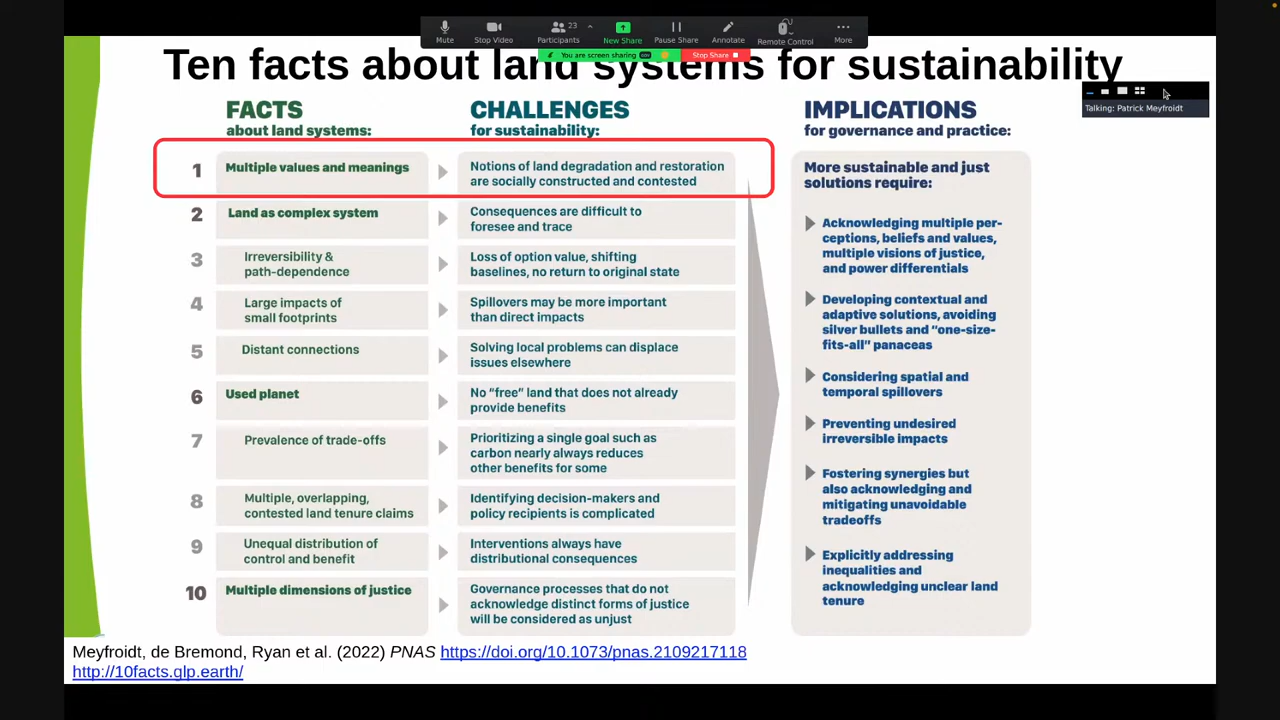 Mute
Stop Video
Participants
23
New Share
Pause Share
Annotate
Remote Control
More
You are screen sharing
Stop Share
Ten facts about land systems for sustainability
Talking: Patrick Meyfroidt
FACTS
about land systems:
CHALLENGES
for sustainability:
IMPLICATIONS
for governance and practice:
1
Multiple values and meanings
Notions of land degradation and restoration
are socially constructed and contested
2
Land as complex system
Consequences are difficult to
foresee and trace
3
Irreversibility &
path-dependence
Loss of option value, shifting
baselines, no return to original state
4
Large impacts of
small footprints
Spillovers may be more important
than direct impacts
5
Distant connections
Solving local problems can displace
issues elsewhere
6
Used planet
No “free” land that does not already
provide benefits
7
Prevalence of trade-offs
Prioritizing a single goal such as
carbon nearly always reduces
other benefits for some
8
Multiple, overlapping,
contested land tenure claims
Identifying decision-makers and
policy recipients is complicated
9
Unequal distribution of
control and benefit
Interventions always have
distributional consequences
10
Multiple dimensions of justice
Governance processes that do not
acknowledge distinct forms of justice
will be considered as unjust
More sustainable and just
solutions require:
Acknowledging multiple per-
ceptions, beliefs and values,
multiple visions of justice,
and power differentials
Developing contextual and
adaptive solutions, avoiding
silver bullets and “one-size-
fits-all” panaceas
Considering spatial and
temporal spillovers
Preventing undesired
irreversible impacts
Fostering synergies but
also acknowledging and
mitigating unavoidable
tradeoffs
Explicitly addressing
inequalities and
acknowledging unclear land
tenure
Meyfroidt, de Bremond, Ryan et al. (2022) PNAS https://doi.org/10.1073/pnas.2109217118
http://10facts.glp.earth/